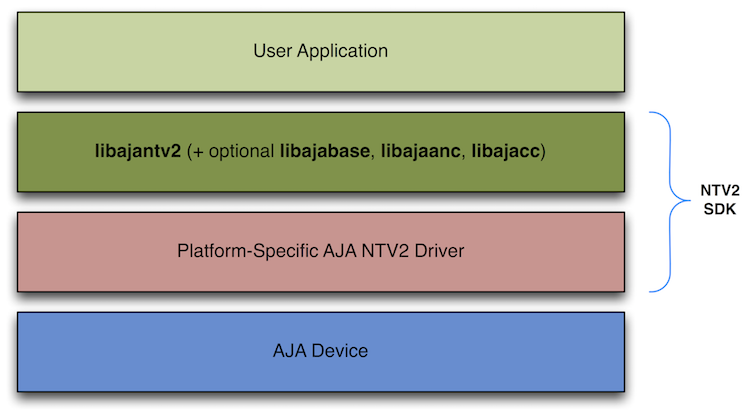 User Application
libajantv2 (+ optional libajabase, libajaanc, libajacc)
NTV2
SDK
Platform-Specific AJA NTV2 Driver
AJA Device